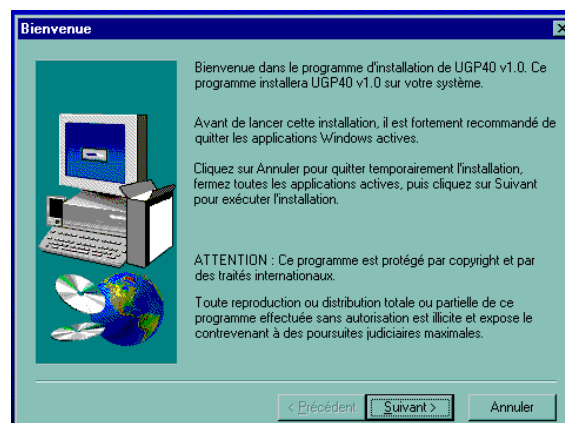 Bienvenue
Bienvenue dans le programme d'installation de UGP40 v1.0. Ce
programme installera UGP40 v1.0 sur votre système.
Avant de lancer cette installation, il est fortement recommandé de
quitter les applications Windows actives.
Cliquez sur Annuler pour quitter temporairement l'installation,
fermez toutes les applications actives, puis cliquez sur Suivant
pour exécuter l'installation.
ATTENTION : Ce programme est protégé par copyright et par
des traités internationaux.
Toute reproduction ou distribution totale ou partielle de ce
programme effectuée sans autorisation est illicite et expose le
contrevenant à des poursuites judiciaires maximales.
< Précédent Suivant > Annuler